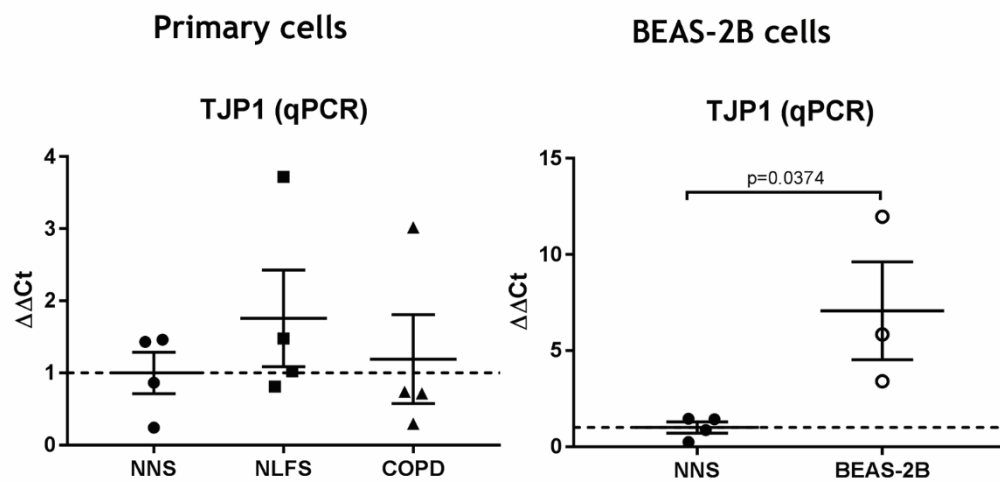 Primary cells
TJP1 (qPCR)
ΔΔCt
4
3
2
1
0
NNS NLFS COPD
BEAS-2B cells
TJP1 (qPCR)
ΔΔCt
15
10
5
0
p=0.0374
NNS BEAS-2B